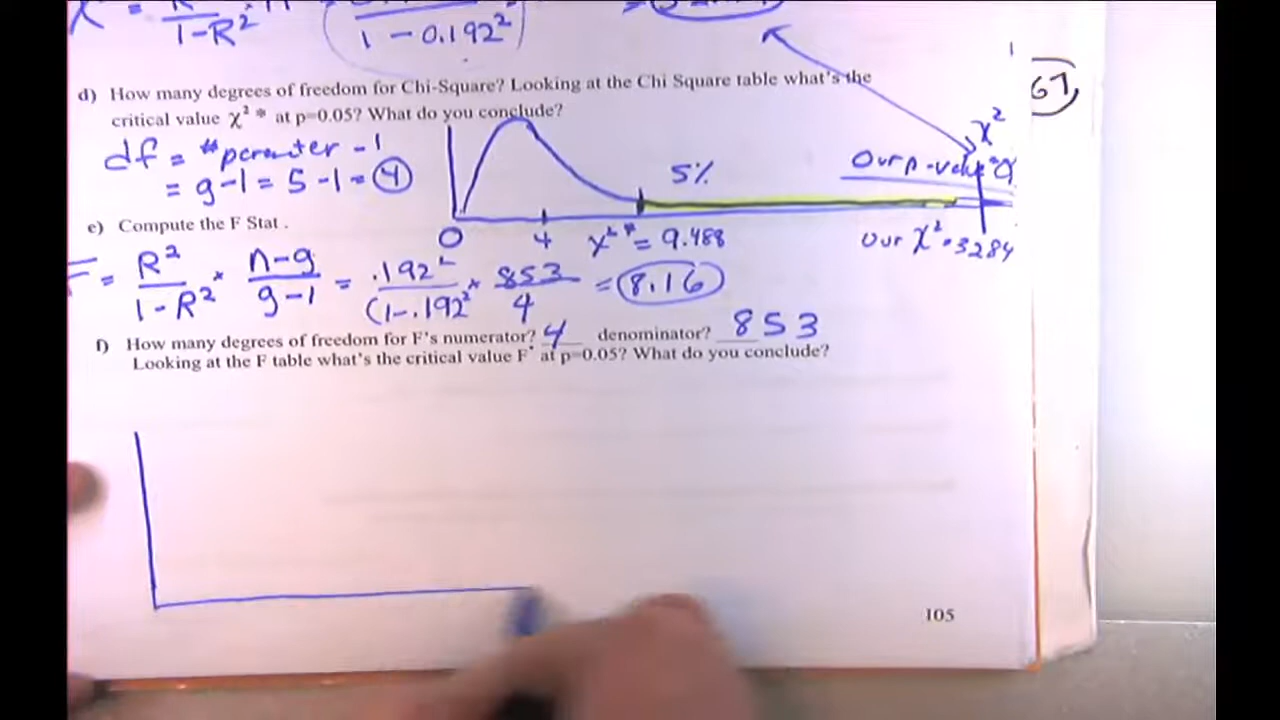 1-R²
1 - 0.192²
67,
d) How many degrees of freedom for Chi-Square? Looking at the Chi Square table what's the
critical value χ² * at p=0.05? What do you conclude?
df = #parameter - 1
= g-1 = 5-1 = 4
5%
χ²
Our p-value
0 4 χ²* = 9.488
Our χ² = 32.84
e) Compute the F Stat .
F = R² / 1-R² * n-g / g-1 = .192² / (1-.192² * 853 / 4 = 8.16
f) How many degrees of freedom for F's numerator? 4 denominator? 853
Looking at the F table what's the critical value F* at p=0.05? What do you conclude?
105